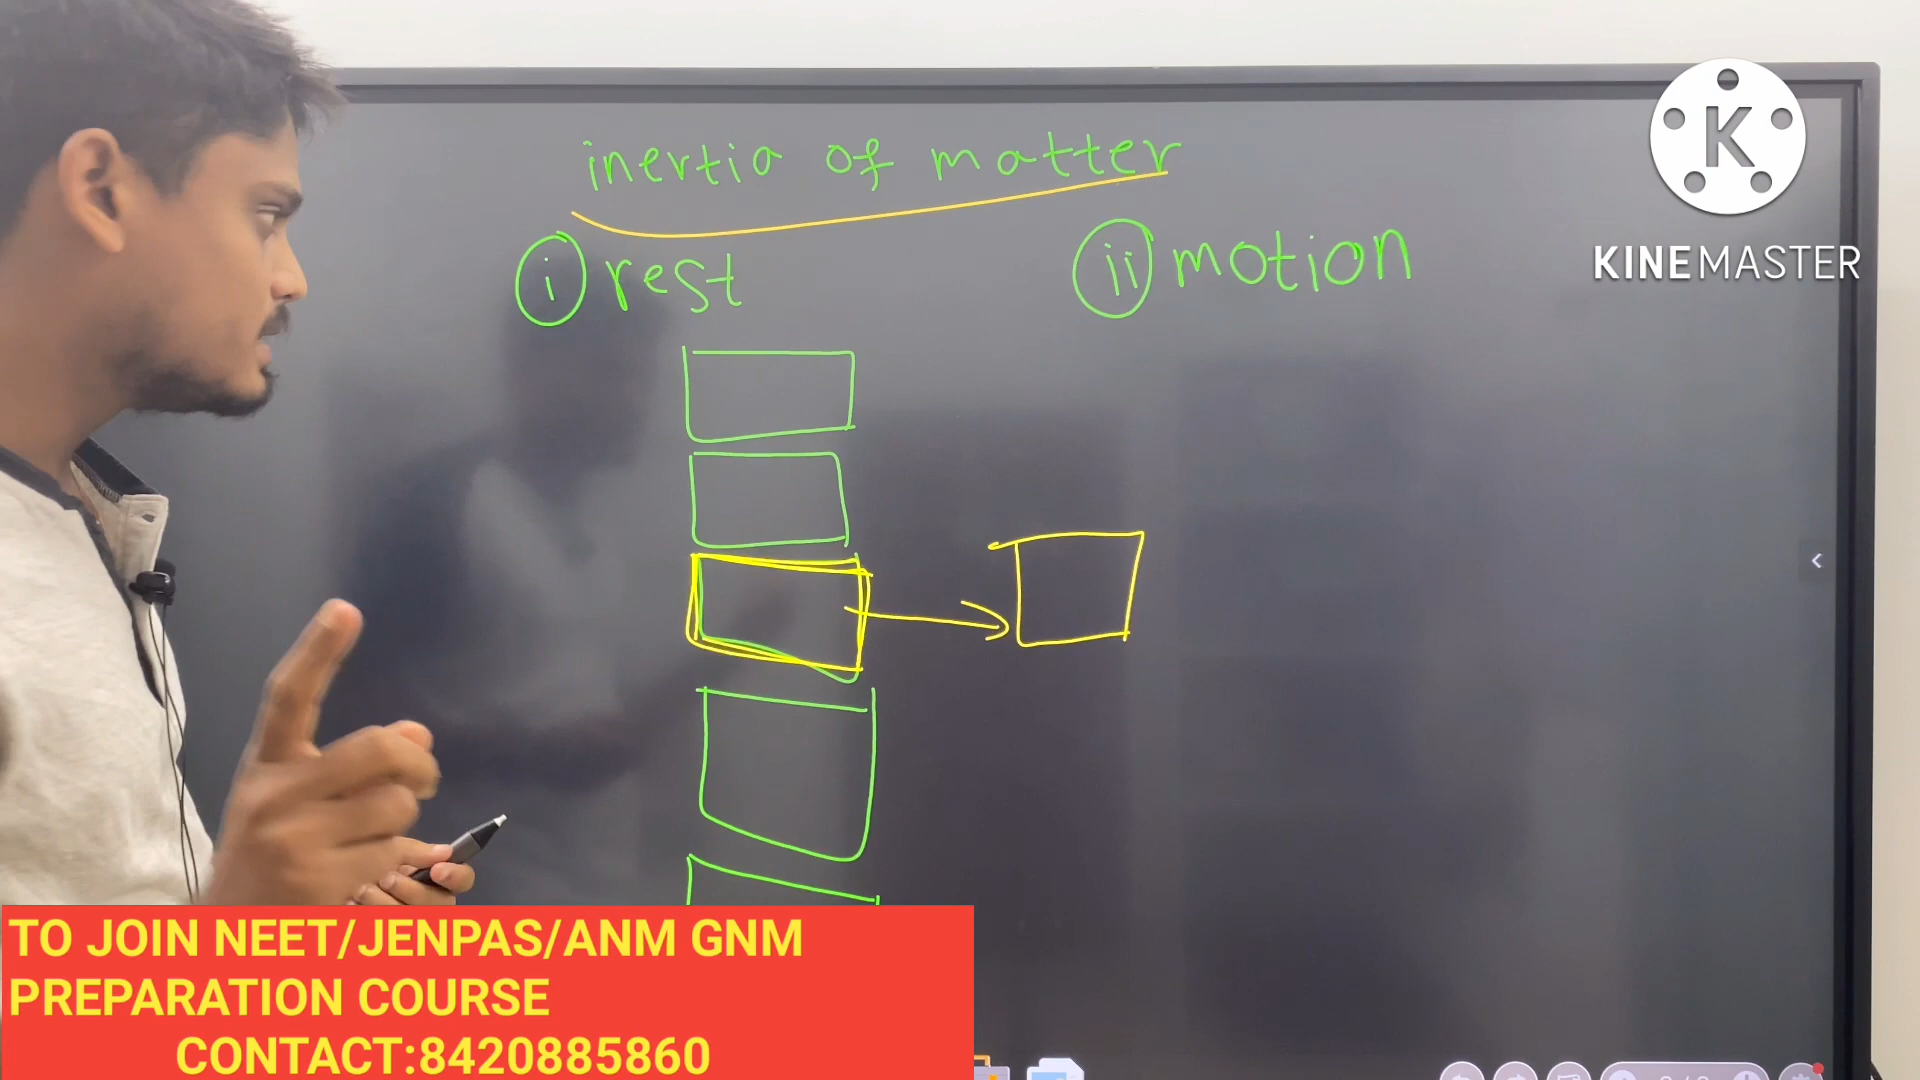 inertia of matter
i rest
ii motion
K
KINEMASTER
TO JOIN NEET/JENPAS/ANM GNM
PREPARATION COURSE
CONTACT:8420885860